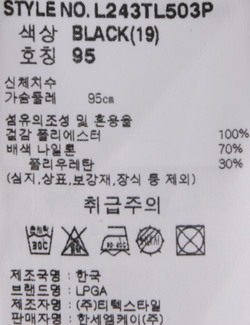 STYLE NO. L243TL503P
색상 BLACK(19)
호칭 95
신체치수
가슴둘레 95cm
섬유의조성 및 혼용율
겉감 폴리에스터 100%
배색 나일론 70%
폴리우레탄 30%
(심지,상표,보강재,장식 등 제외)
취급주의
제조국명 : 한국
브랜드명 : LPGA
제조자명 : (주)티텍스타일
판매자명 : 한세엘케이(주)